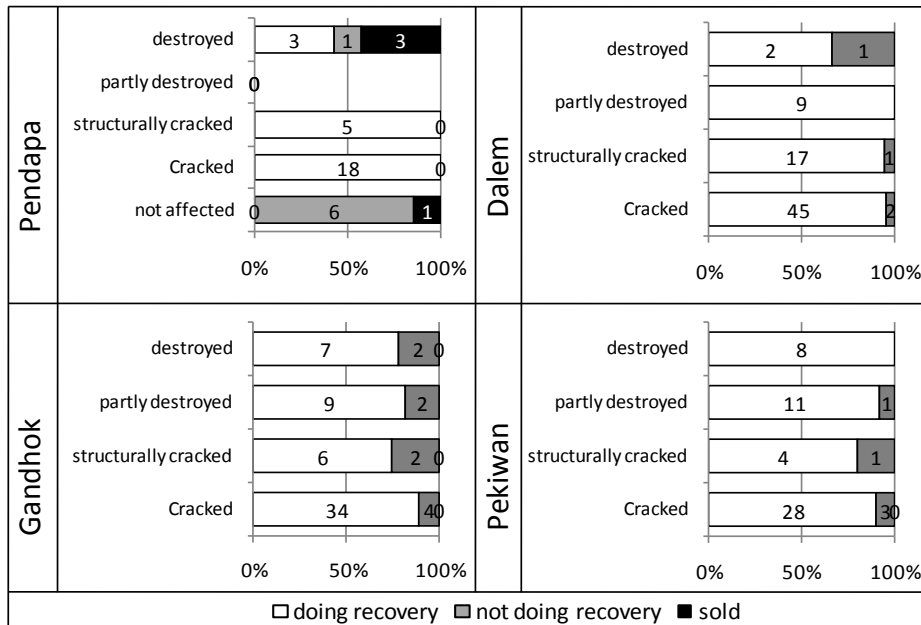 Pendapa
destroyed 3 1 3
partly destroyed 0
structurally cracked 5 0
Cracked 18 0
not affected 0 6 1
0% 50% 100%
Dalem
destroyed 2 1
partly destroyed 9
structurally cracked 17 1
Cracked 45 2
0% 50% 100%
Gandhok
destroyed 7 2 0
partly destroyed 9 2
structurally cracked 6 2 0
Cracked 34 4 0
0% 50% 100%
Pekiwan
destroyed 8
partly destroyed 11 1
structurally cracked 4 1
Cracked 28 3 0
0% 50% 100%
doing recovery not doing recovery sold